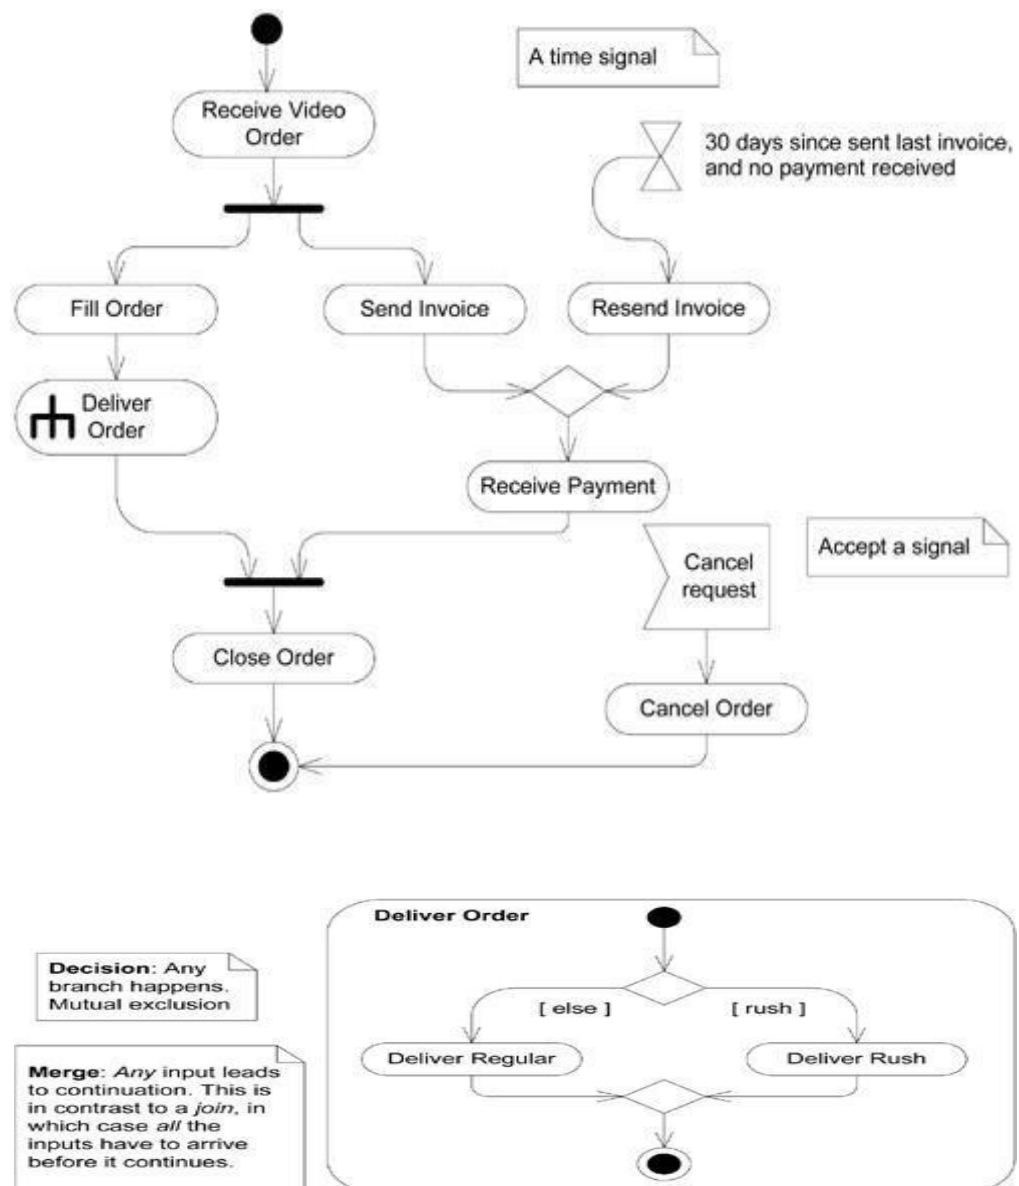 A time signal
Receive Video
Order
30 days since sent last invoice,
and no payment received
Fill Order
Send Invoice
Resend Invoice
Deliver
Order
Receive Payment
Cancel
request
Accept a signal
Close Order
Cancel Order
Deliver Order
Decision: Any
branch happens.
Mutual exclusion
[ else ]
[ rush ]
Deliver Regular
Deliver Rush
Merge: Any input leads
to continuation. This is
in contrast to a join, in
which case all the
inputs have to arrive
before it continues.